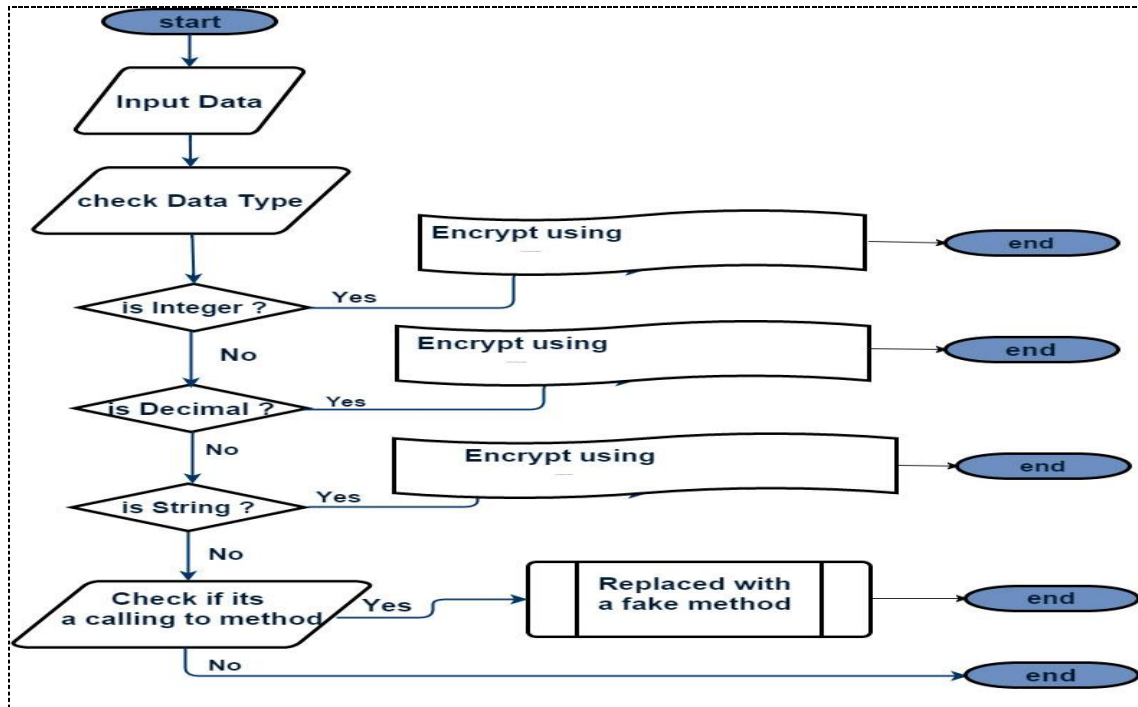 start
Input Data
check Data Type
Encrypt using
end
is Integer ?
Yes
No
Encrypt using
end
is Decimal ?
Yes
No
Encrypt using
end
is String ?
Yes
No
Check if its
a calling to method
Yes
Replaced with
a fake method
end
No
end